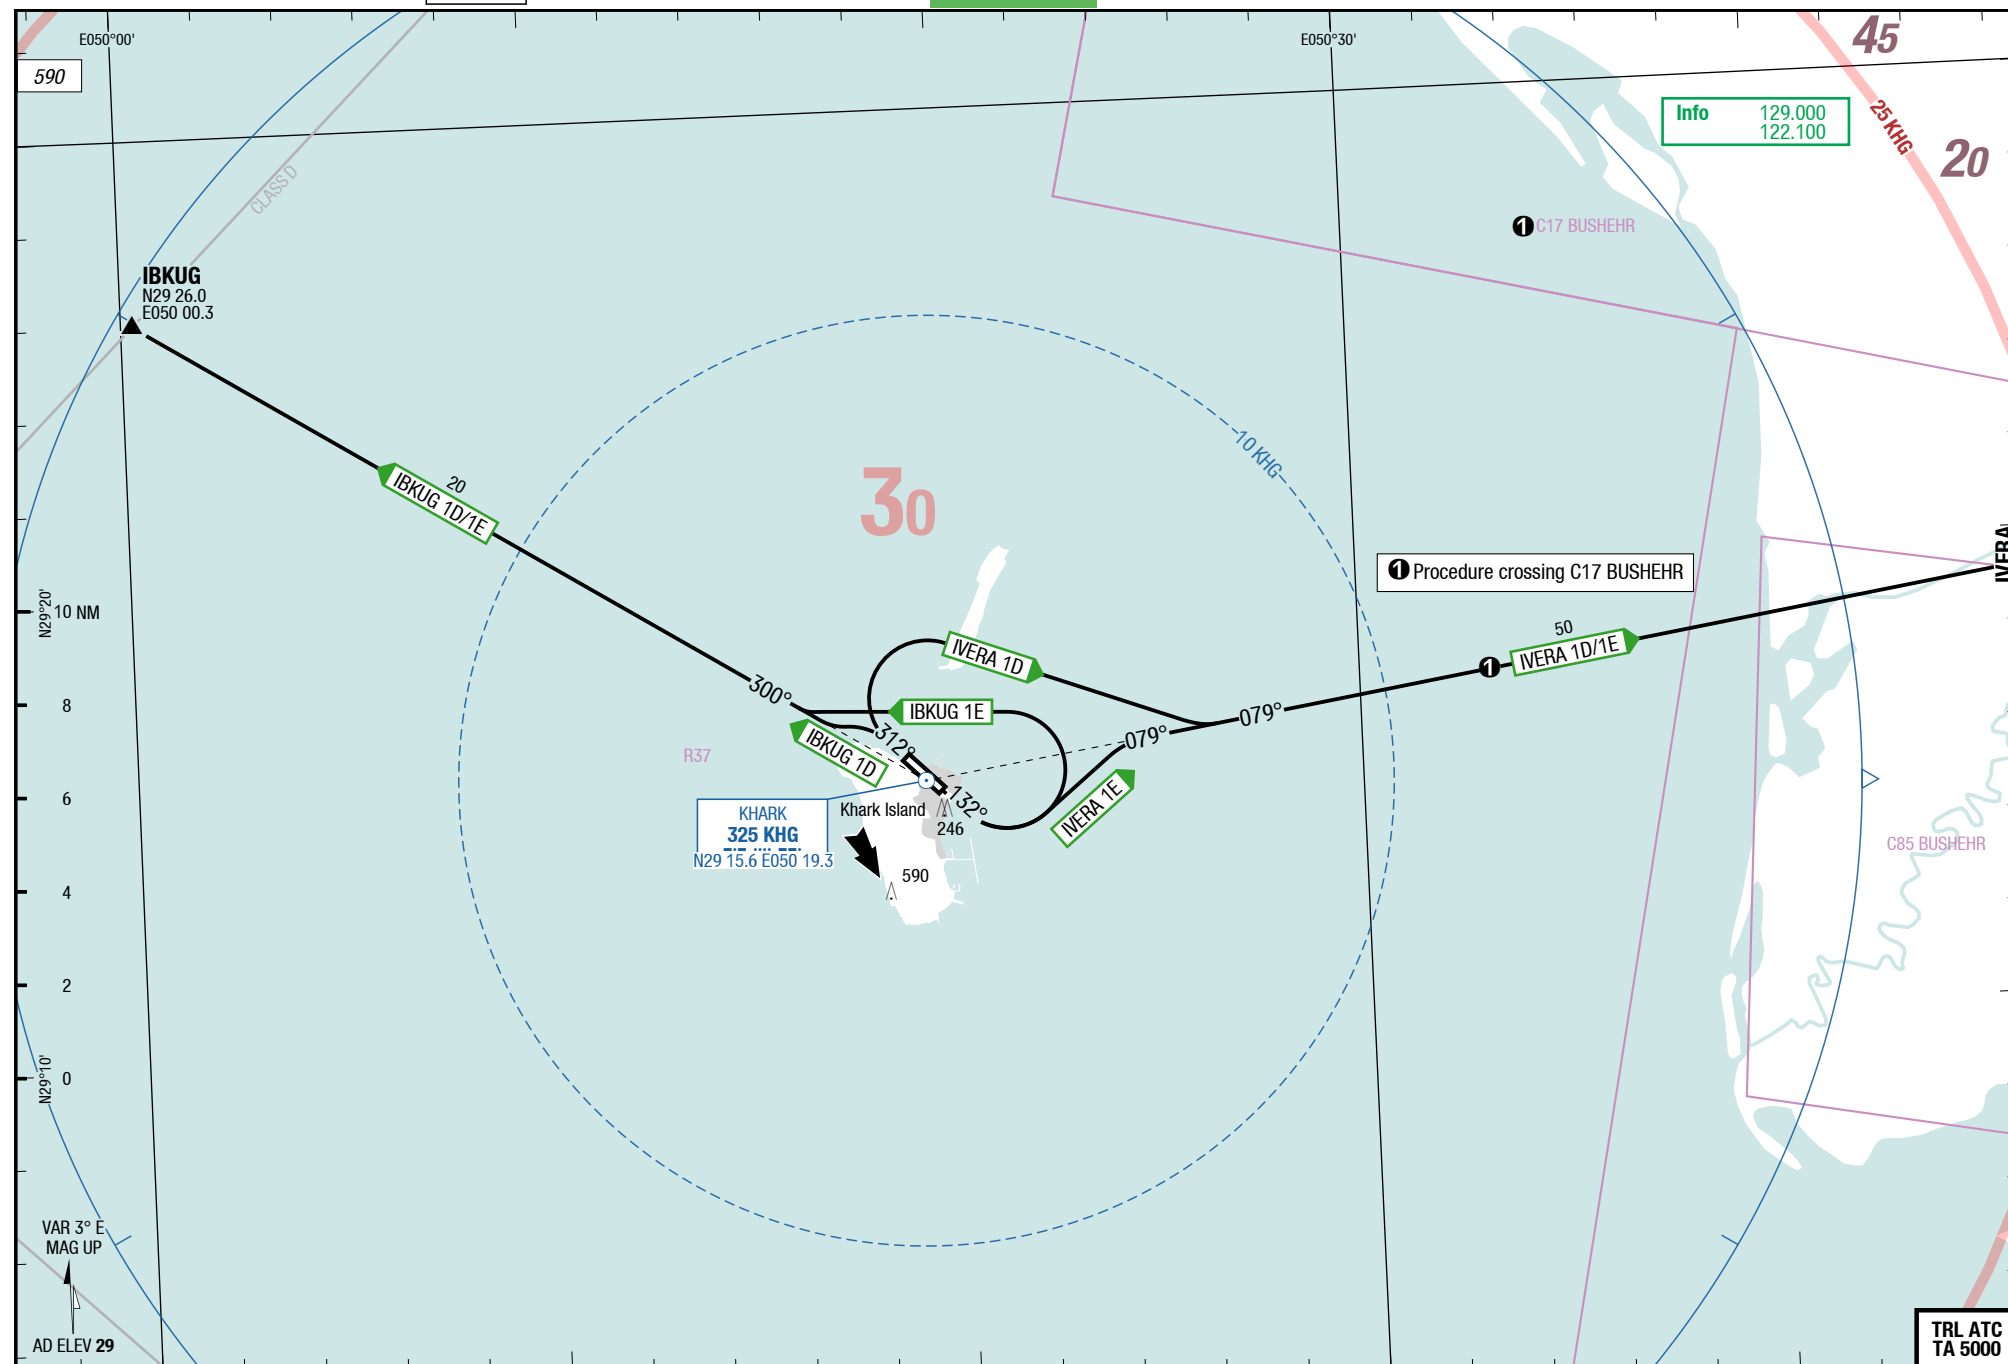 E050°00'
E050°30'
45
590
Info 129.000
122.100
25 KHG
20
CLASS D
C17 BUSHEHR
1
IBKUG
N29 26.0
E050 00.3
10 KHG
30
20
IBKUG 1D/1E
IVERA
1 Procedure crossing C17 BUSHEHR
N29°20'
10 NM
50
IVERA 1D/1E
1
IVERA 1D
300°
8
IBKUG 1E
079°
079°
312°
IBKUG 1D
R37
6
132°
IVERA 1E
KHARK
325 KHG
N29 15.6 E050 19.3
Khark Island
246
C85 BUSHEHR
590
4
2
N29°10'
0
VAR 3° E
MAG UP
AD ELEV 29
TRL ATC
TA 5000